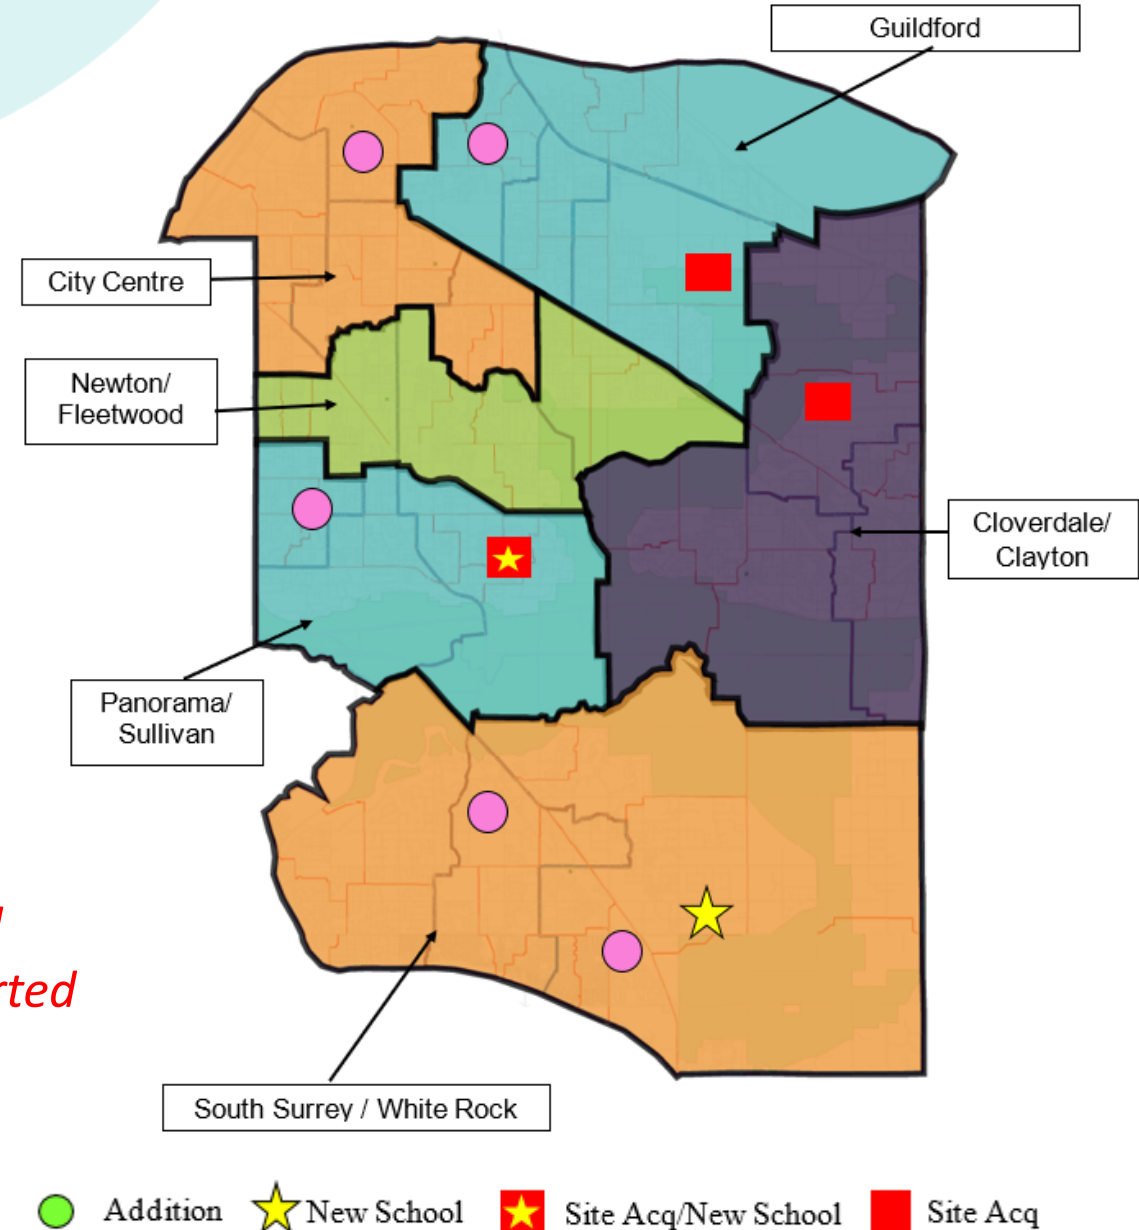 Guildford
City Centre
Newton/
Fleetwood
Cloverdale/
Clayton
Panorama/
Sullivan
rted
South Surrey / White Rock
Addition
New School
Site Acq/New School
Site Acq